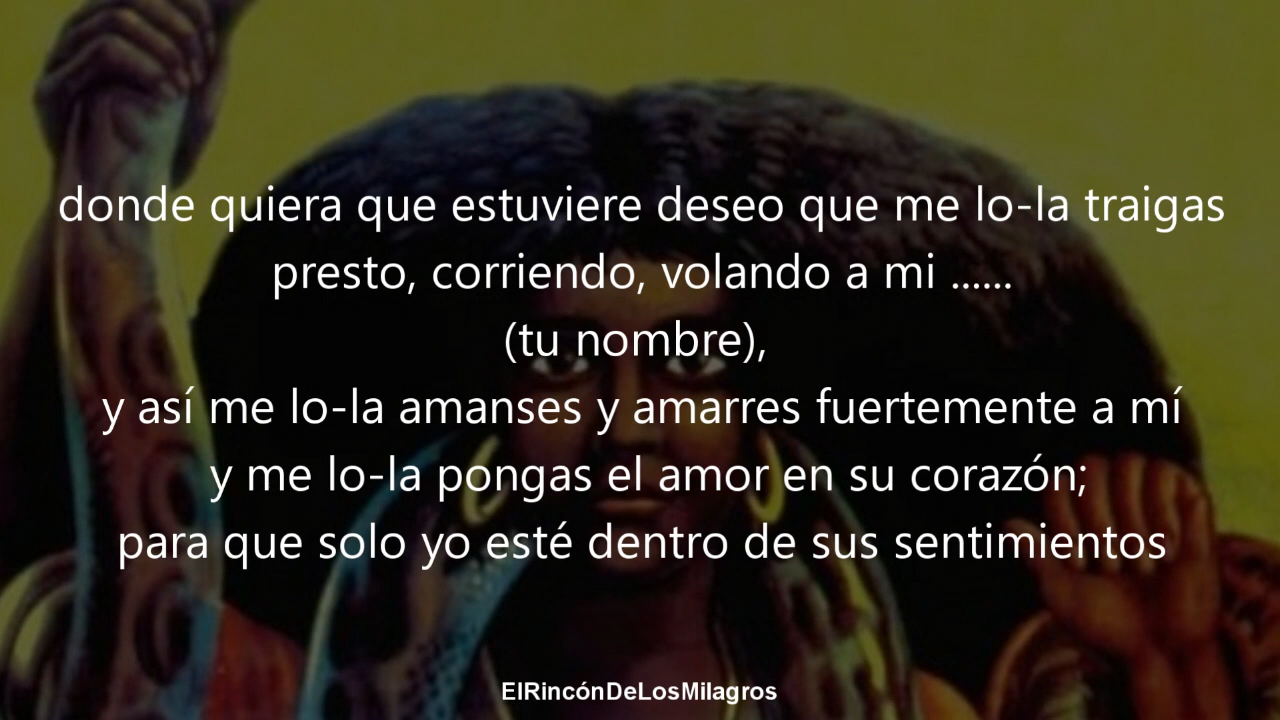 donde quiera que estuviere deseo que me lo-la traigas
presto, corriendo, volando a mi ......
(tu nombre),
y así me lo-la amanses y amarres fuertemente a mí
y me lo-la pongas el amor en su corazón;
para que solo yo esté dentro de sus sentimientos
ElRincónDeLosMilagros